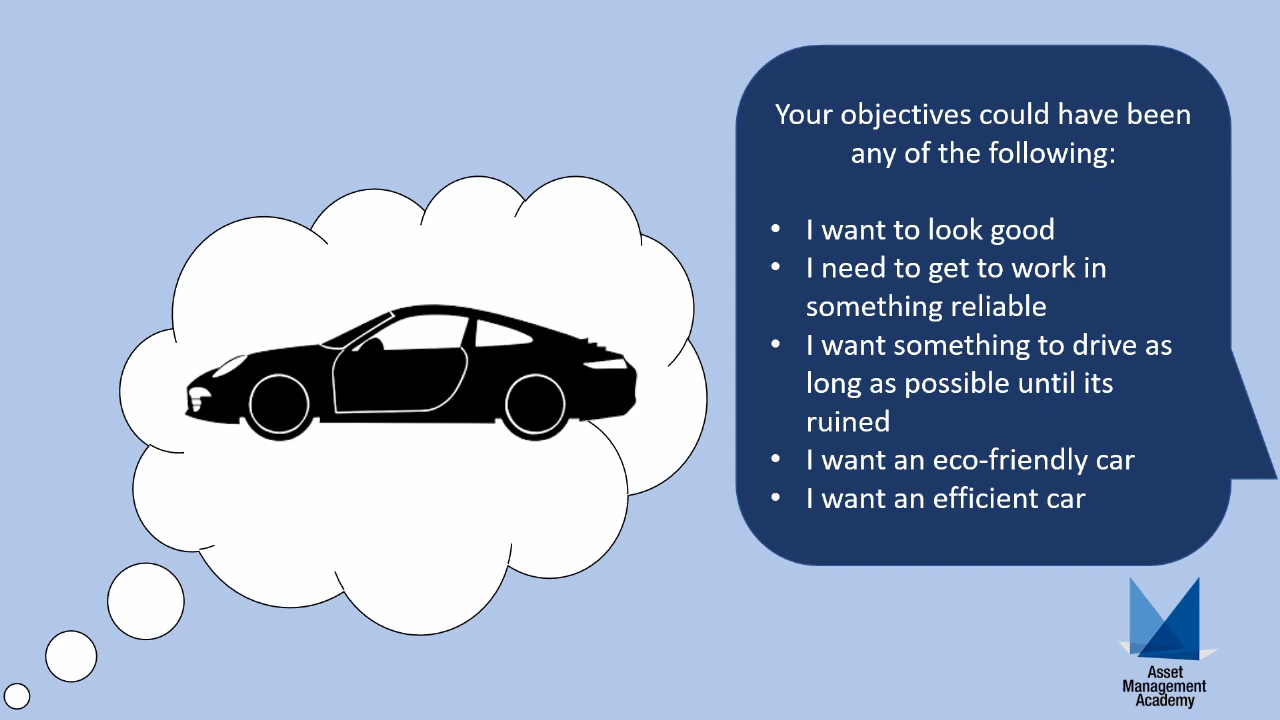 Your objectives could have been
any of the following:
• I want to look good
• I need to get to work in
something reliable
• I want something to drive as
long as possible until its
ruined
• I want an eco-friendly car
• I want an efficient car
Asset
Management
Academy